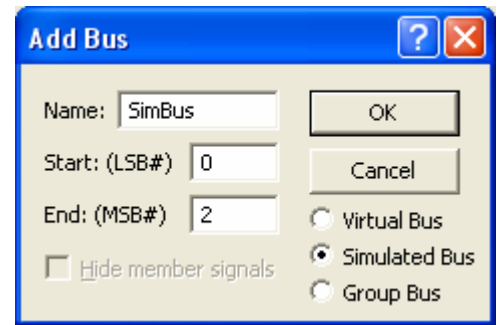 Add Bus
Name: SimBus
OK
Start: (LSB#) 0
Cancel
End: (MSB#) 2
Virtual Bus
Simulated Bus
Hide member signals
Group Bus